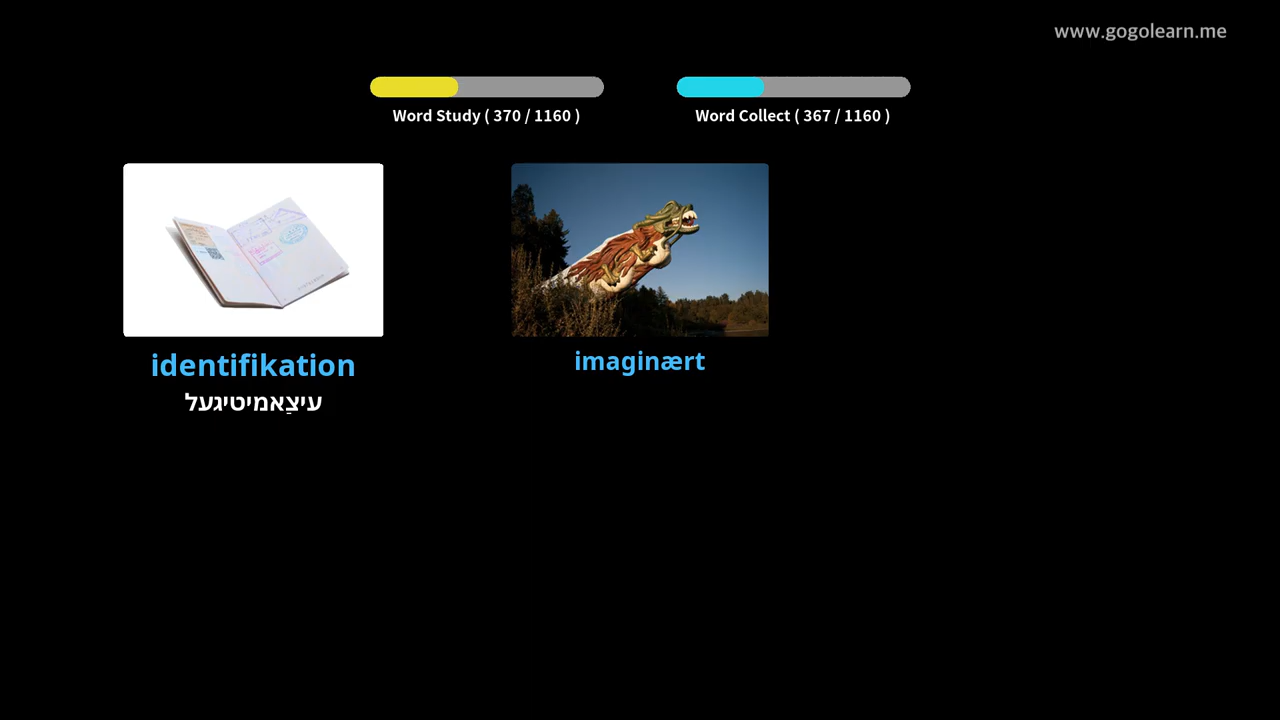 www.gogolearn.me
Word Study ( 370 / 1160 )
Word Collect ( 367 / 1160 )
identifikation
עיצַאמיטיגעל
imaginært